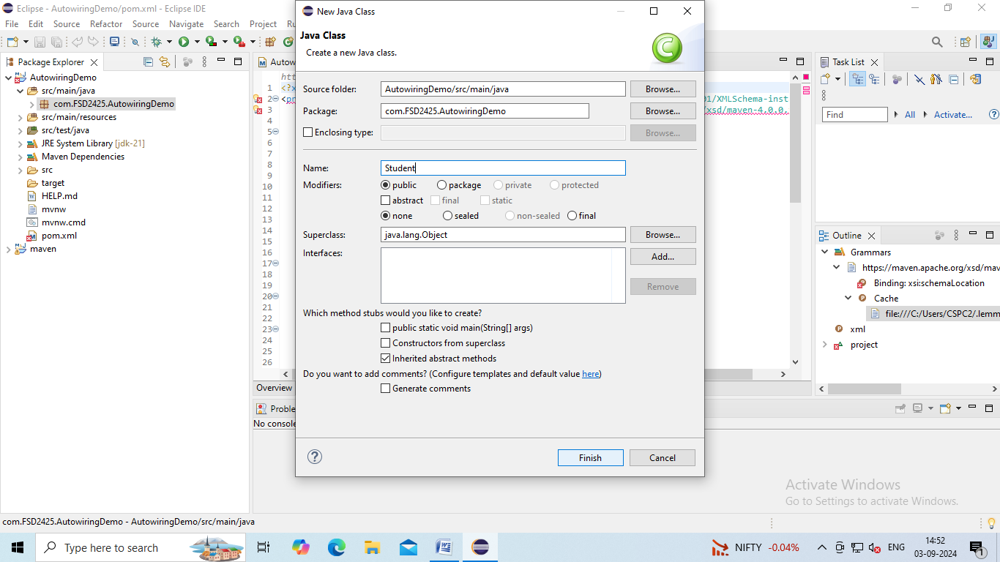 Eclipse - AutowiringDemo/pom.xml - Eclipse IDE
File Edit Source Refactor Source Navigate Search Project Ru
Package Explorer
AutowiringDemo
src/main/java
com.FSD2425.AutowiringDemo
src/main/resources
src/test/java
JRE System Library [jdk-21]
Maven Dependencies
src
target
HELP.md
mvnw
mvnw.cmd
pom.xml
maven
Autow
htt
1 <?x
2 <pr
01/XMLSchema-inst
3
/xsd/maven-4.0.0.
4
5
6
7
8
9
10
11
12
13
14
15
16
17
18
19
20
21
22
23
24
25
26
Overview
Proble
No console
New Java Class
Java Class
Create a new Java class.
Source folder: AutowiringDemo/src/main/java Browse...
Package: com.FSD2425.AutowiringDemo Browse...
Enclosing type: Browse...
Name: Student
Modifiers: public package private protected
abstract final static
none sealed non-sealed final
Superclass: java.lang.Object Browse...
Interfaces: Add...
Remove
Which method stubs would you like to create?
public static void main(String[] args)
Constructors from superclass
Inherited abstract methods
Do you want to add comments? (Configure templates and default value here)
Generate comments
Finish Cancel
Task List
Find All Activate...
Outline
Grammars
https://maven.apache.org/xsd/mav
Binding: xsi:schemaLocation
Cache
file:///C:/Users/CSPC2/.lemm
xml
project
Activate Windows
Go to Settings to activate Windows.
com.FSD2425.AutowiringDemo - AutowiringDemo/src/main/java
Type here to search
NIFTY -0.04%
ENG
14:52
03-09-2024
1